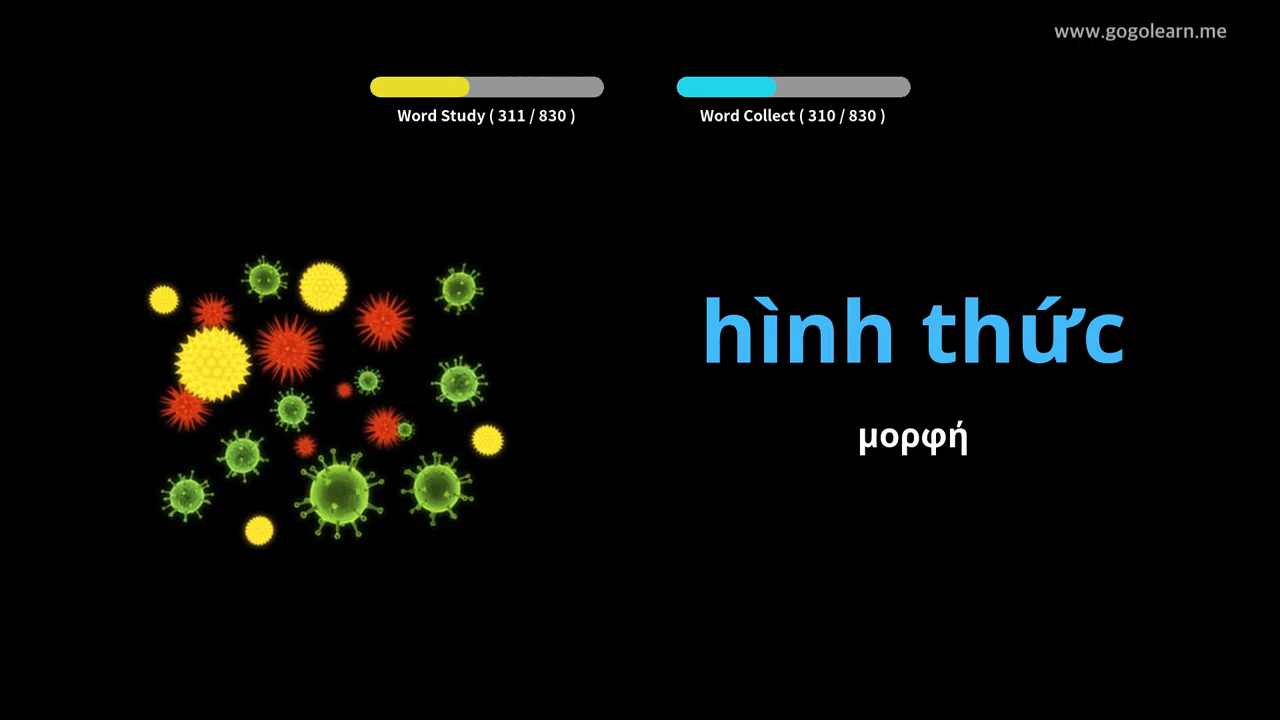 www.gogolearn.me
Word Study ( 311 / 830 )
Word Collect ( 310 / 830 )
hình thức
μορφή